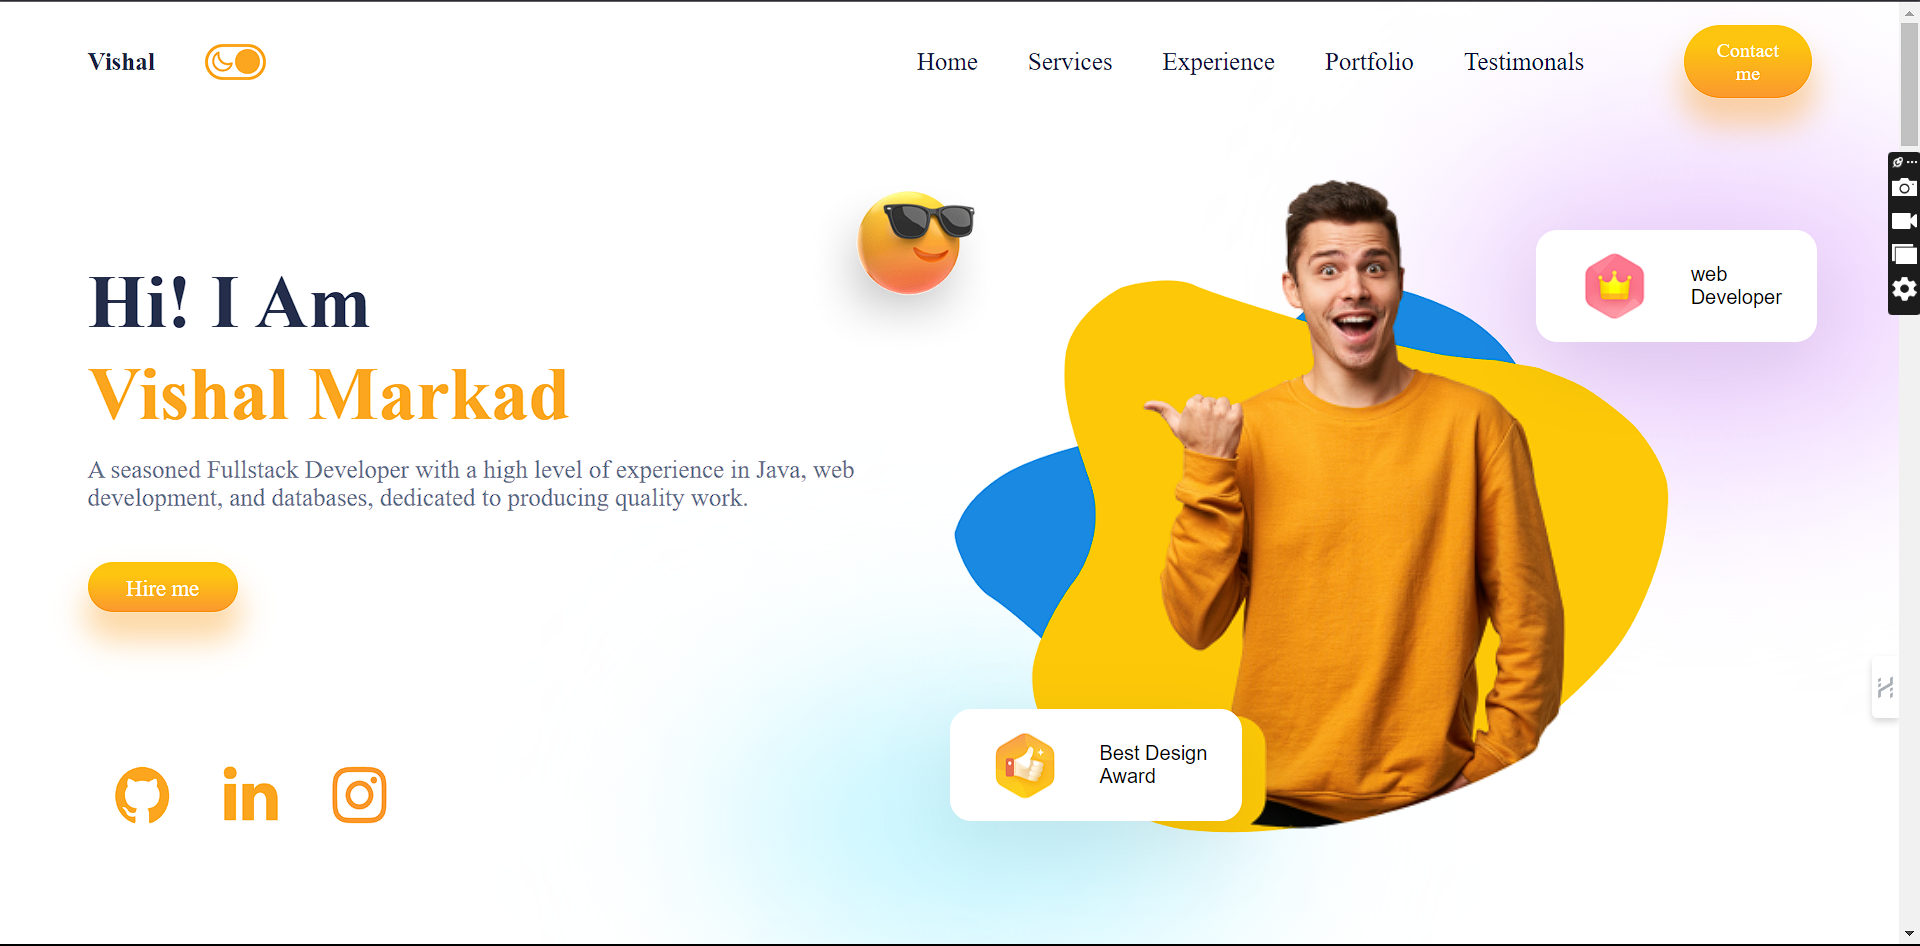 Vishal
Home
Services
Experience
Portfolio
Testimonals
Contact
me
web
Developer
Hi! I Am
Vishal Markad
A seasoned Fullstack Developer with a high level of experience in Java, web
development, and databases, dedicated to producing quality work.
Hire me
Best Design
Award
in